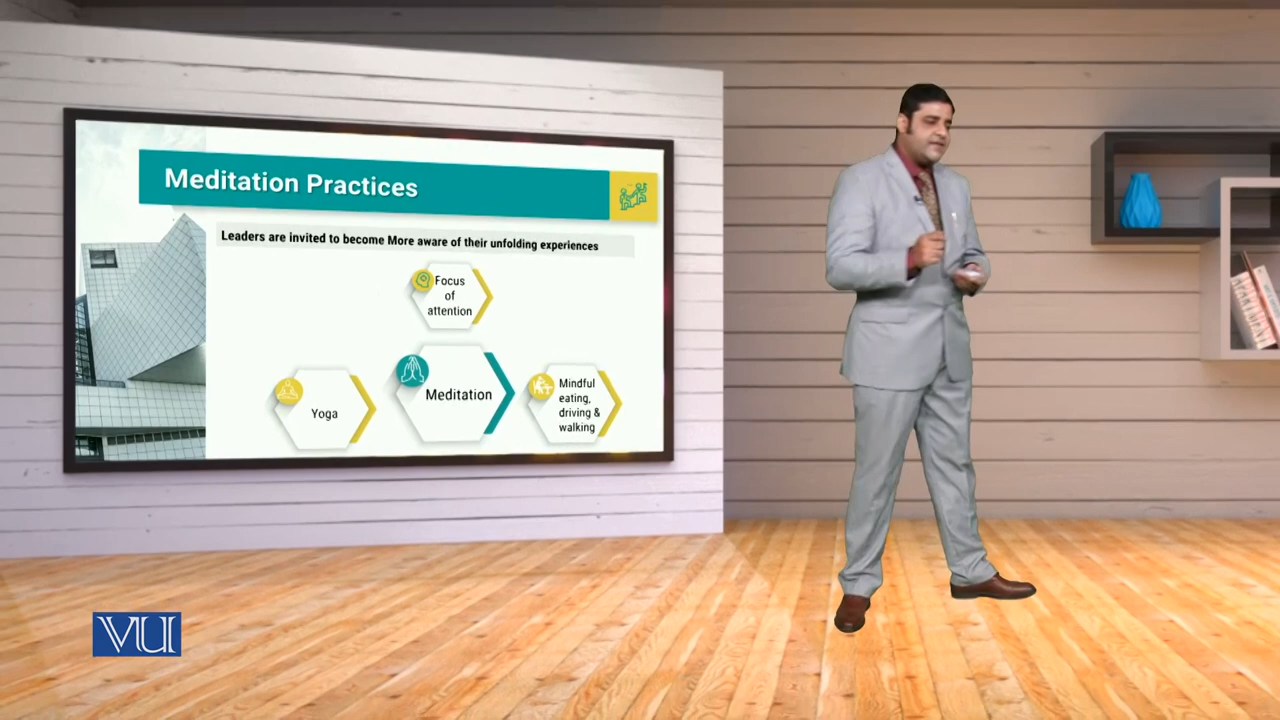 Meditation Practices
Leaders are invited to become More aware of their unfolding experiences
Focus
of
attention
Yoga
Meditation
Mindful
eating,
driving &
walking
VU